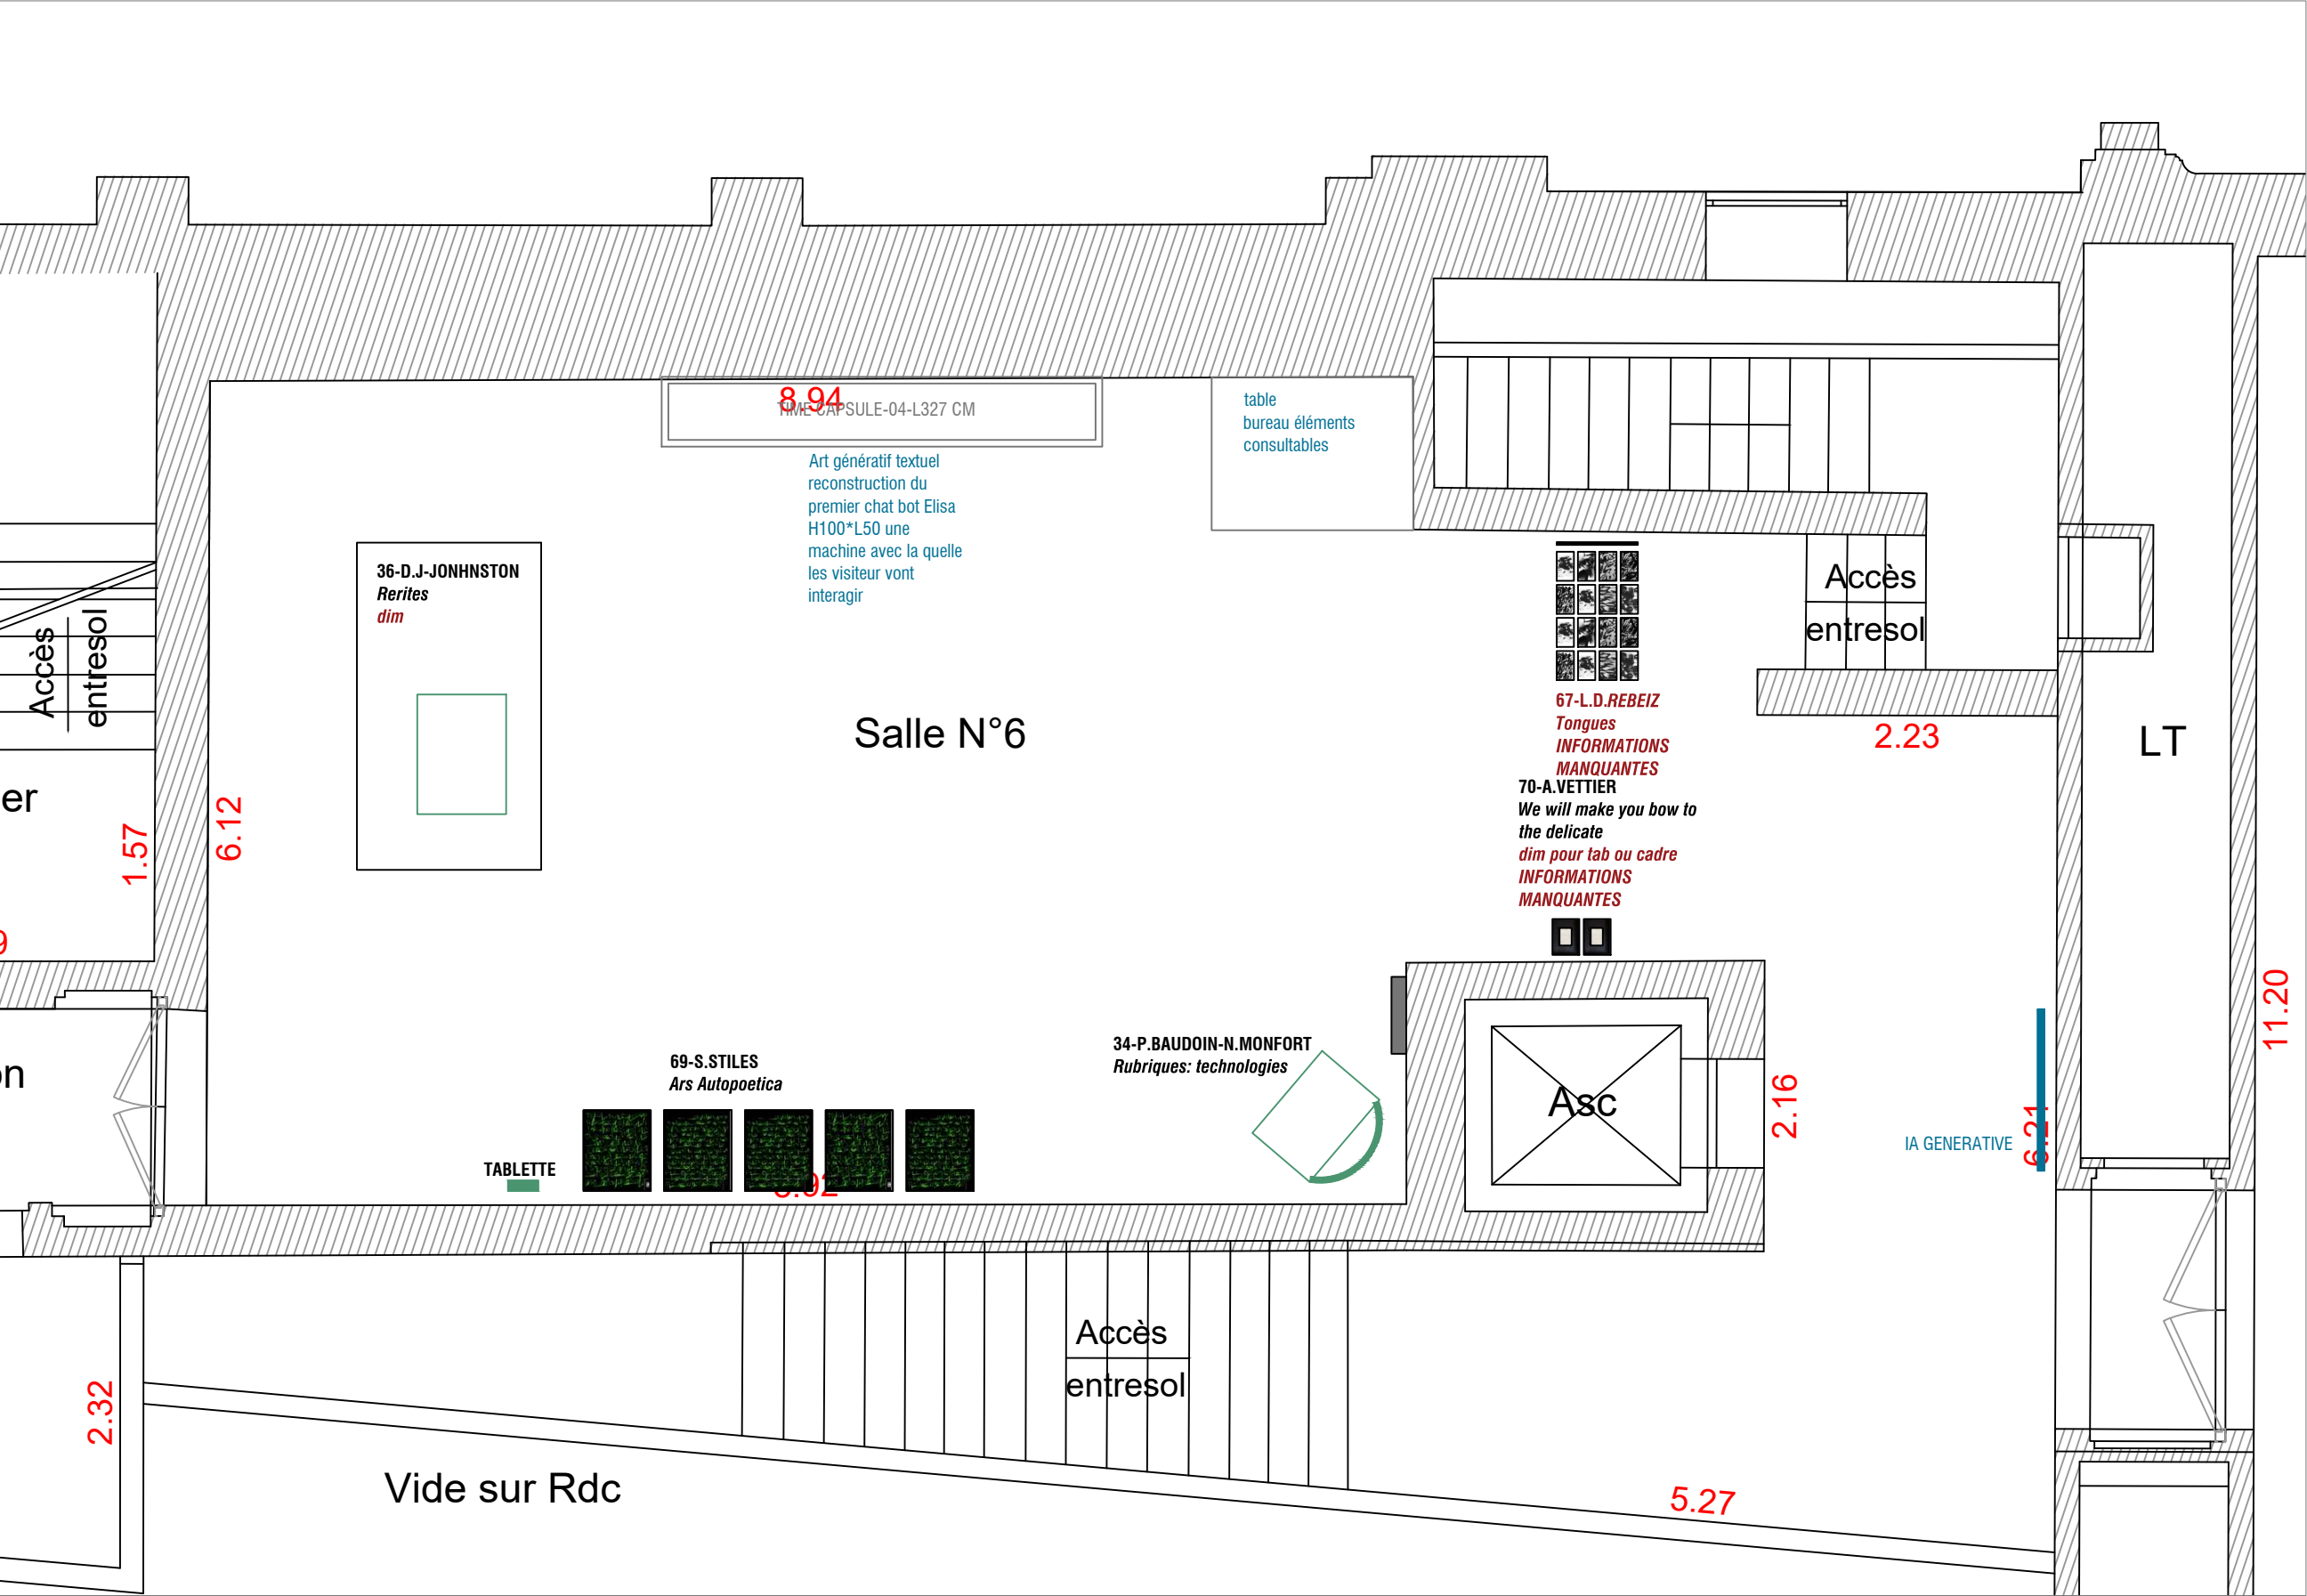 8.94
TIME CAPSULE-04-L327 CM
table
bureau éléments
consultables
Art génératif textuel
reconstruction du
premier chat bot Elisa
H100*L50 une
machine avec la quelle
les visiteur vont
interagir
36-D.J-JONHNSTON
Rerites
dim
Accès
entresol
Accès
entresol
67-L.D.REBEIZ
Tongues
INFORMATIONS
MANQUANTES
70-A.VETTIER
We will make you bow to
the delicate
dim pour tab ou cadre
INFORMATIONS
MANQUANTES
Salle N°6
2.23
LT
er
1.57
6.12
9
11.20
34-P.BAUDOIN-N.MONFORT
Rubriques: technologies
69-S.STILES
Ars Autopoetica
on
Asc
2.16
IA GENERATIVE
6.21
TABLETTE
Accès
entresol
2.32
Vide sur Rdc
5.27